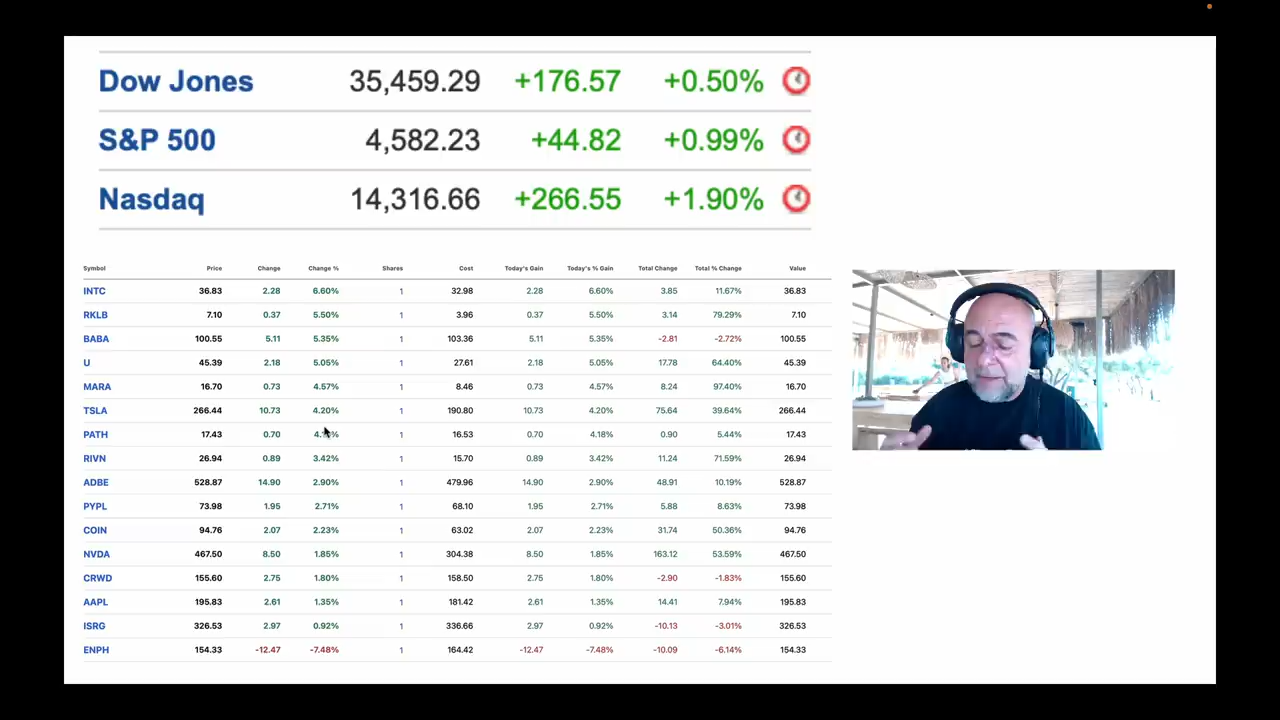 Dow Jones 35,459.29 +176.57 +0.50%
S&P 500 4,582.23 +44.82 +0.99%
Nasdaq 14,316.66 +266.55 +1.90%
Symbol Price Change Change % Shares Cost Today's Gain Today's % Gain Total Change Total % Change Value
INTC 36.83 2.28 6.60% 1 32.98 2.28 6.60% 3.85 11.67% 36.83
RKLB 7.10 0.37 5.50% 1 3.96 0.37 5.50% 3.14 79.29% 7.10
BABA 100.55 5.11 5.35% 1 103.36 5.11 5.35% -2.81 -2.72% 100.55
U 45.39 2.18 5.05% 1 27.61 2.18 5.05% 17.78 64.40% 45.39
MARA 16.70 0.73 4.57% 1 8.46 0.73 4.57% 8.24 97.40% 16.70
TSLA 266.44 10.73 4.20% 1 190.80 10.73 4.20% 75.64 39.64% 266.44
PATH 17.43 0.70 1 16.53 0.70 4.18% 0.90 5.44% 17.43
RIVN 26.94 0.89 3.42% 1 15.70 0.89 3.42% 11.24 71.59% 26.94
ADBE 528.87 14.90 2.90% 1 479.96 14.90 2.90% 48.91 10.19% 528.87
PYPL 73.98 1.95 2.71% 1 68.10 1.95 2.71% 5.88 8.63% 73.98
COIN 94.76 2.07 2.23% 1 63.02 2.07 2.23% 31.74 50.36% 94.76
NVDA 467.50 8.50 1.85% 1 304.38 8.50 1.85% 163.12 53.59% 467.50
CRWD 155.60 2.75 1.80% 1 158.50 2.75 1.80% -2.90 -1.83% 155.60
AAPL 195.83 2.61 1.35% 1 181.42 2.61 1.35% 14.41 7.94% 195.83
ISRG 326.53 2.97 0.92% 1 336.66 2.97 0.92% -10.13 -3.01% 326.53
ENPH 154.33 -12.47 -7.48% 1 164.42 -12.47 -7.48% -10.09 -6.14% 154.33